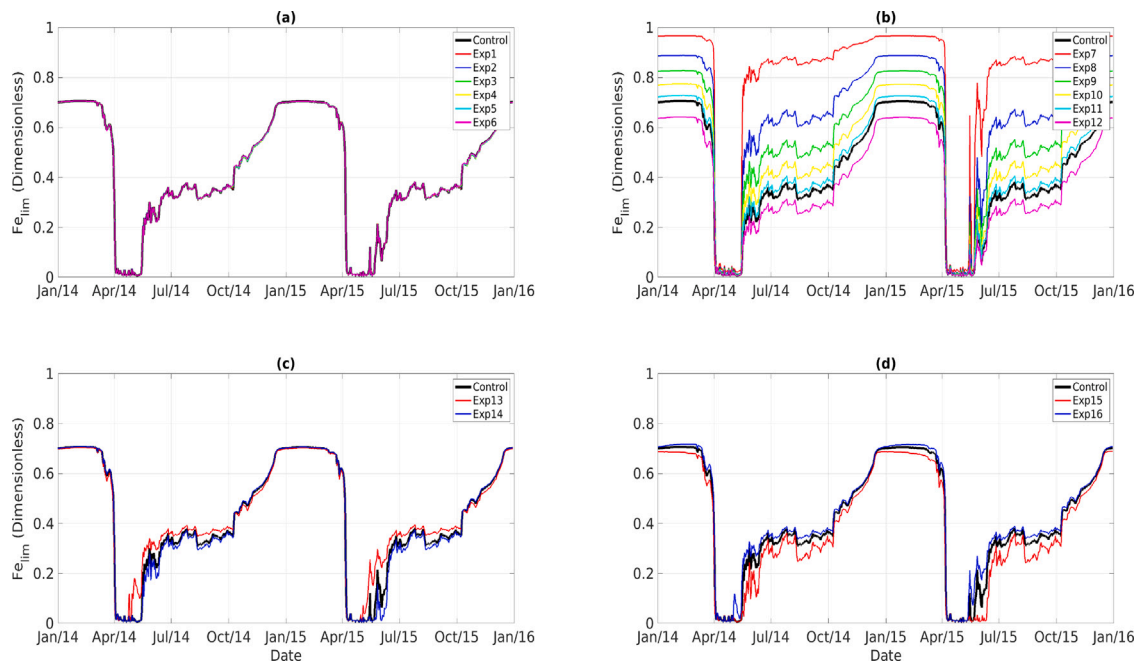 (a)
Fe_lim (Dimensionless)
1
0.8
0.6
0.4
0.2
0
Jan/14 Apr/14 Jul/14 Oct/14 Jan/15 Apr/15 Jul/15 Oct/15 Jan/16
Control
Exp1
Exp2
Exp3
Exp4
Exp5
Exp6
(b)
Fe_lim (Dimensionless)
1
0.8
0.6
0.4
0.2
0
Jan/14 Apr/14 Jul/14 Oct/14 Jan/15 Apr/15 Jul/15 Oct/15 Jan/16
Control
Exp7
Exp8
Exp9
Exp10
Exp11
Exp12
(c)
Fe_lim (Dimensionless)
1
0.8
0.6
0.4
0.2
0
Jan/14 Apr/14 Jul/14 Oct/14 Jan/15 Apr/15 Jul/15 Oct/15 Jan/16
Date
Control
Exp13
Exp14
(d)
Fe_lim (Dimensionless)
1
0.8
0.6
0.4
0.2
0
Jan/14 Apr/14 Jul/14 Oct/14 Jan/15 Apr/15 Jul/15 Oct/15 Jan/16
Date
Control
Exp15
Exp16